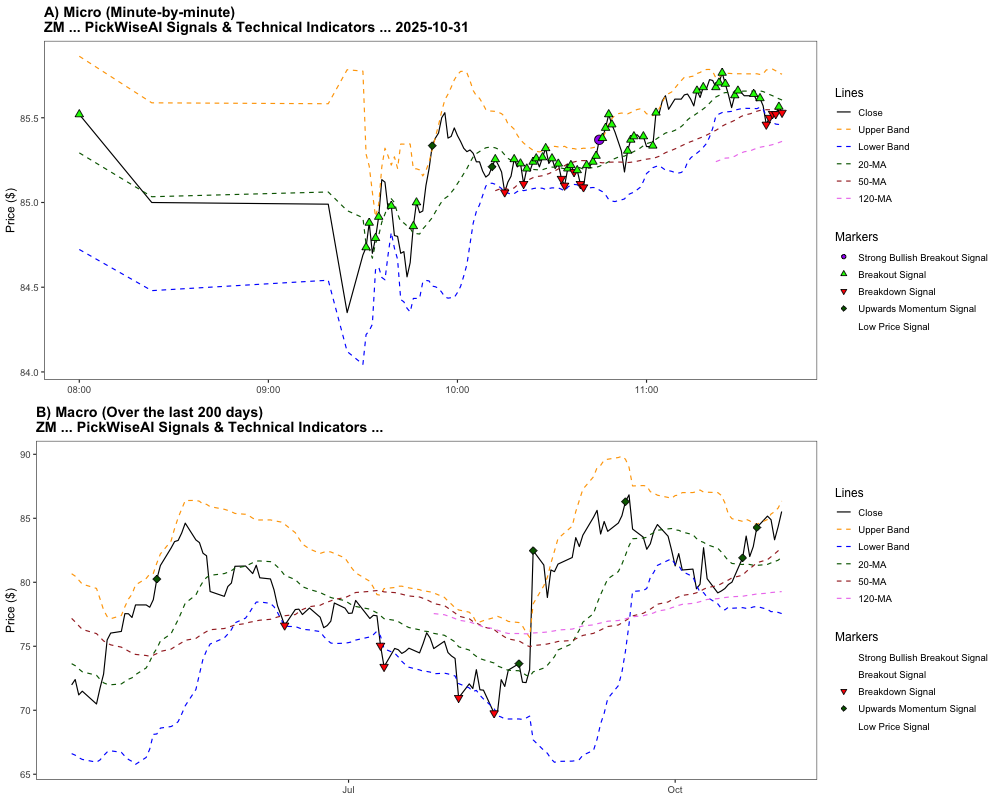 A) Micro (Minute-by-minute)
ZM ... PickWiseAI Signals & Technical Indicators ... 2025-10-31
Price ($)
85.5
85.0
84.5
84.0
08:00
09:00
10:00
11:00
Lines
Close
Upper Band
Lower Band
20-MA
50-MA
120-MA
Markers
Strong Bullish Breakout Signal
Breakout Signal
Breakdown Signal
Upwards Momentum Signal
Low Price Signal
B) Macro (Over the last 200 days)
ZM ... PickWiseAI Signals & Technical Indicators ...
Price ($)
90
85
80
75
70
65
Jul
Oct
Lines
Close
Upper Band
Lower Band
20-MA
50-MA
120-MA
Markers
Strong Bullish Breakout Signal
Breakout Signal
Breakdown Signal
Upwards Momentum Signal
Low Price Signal